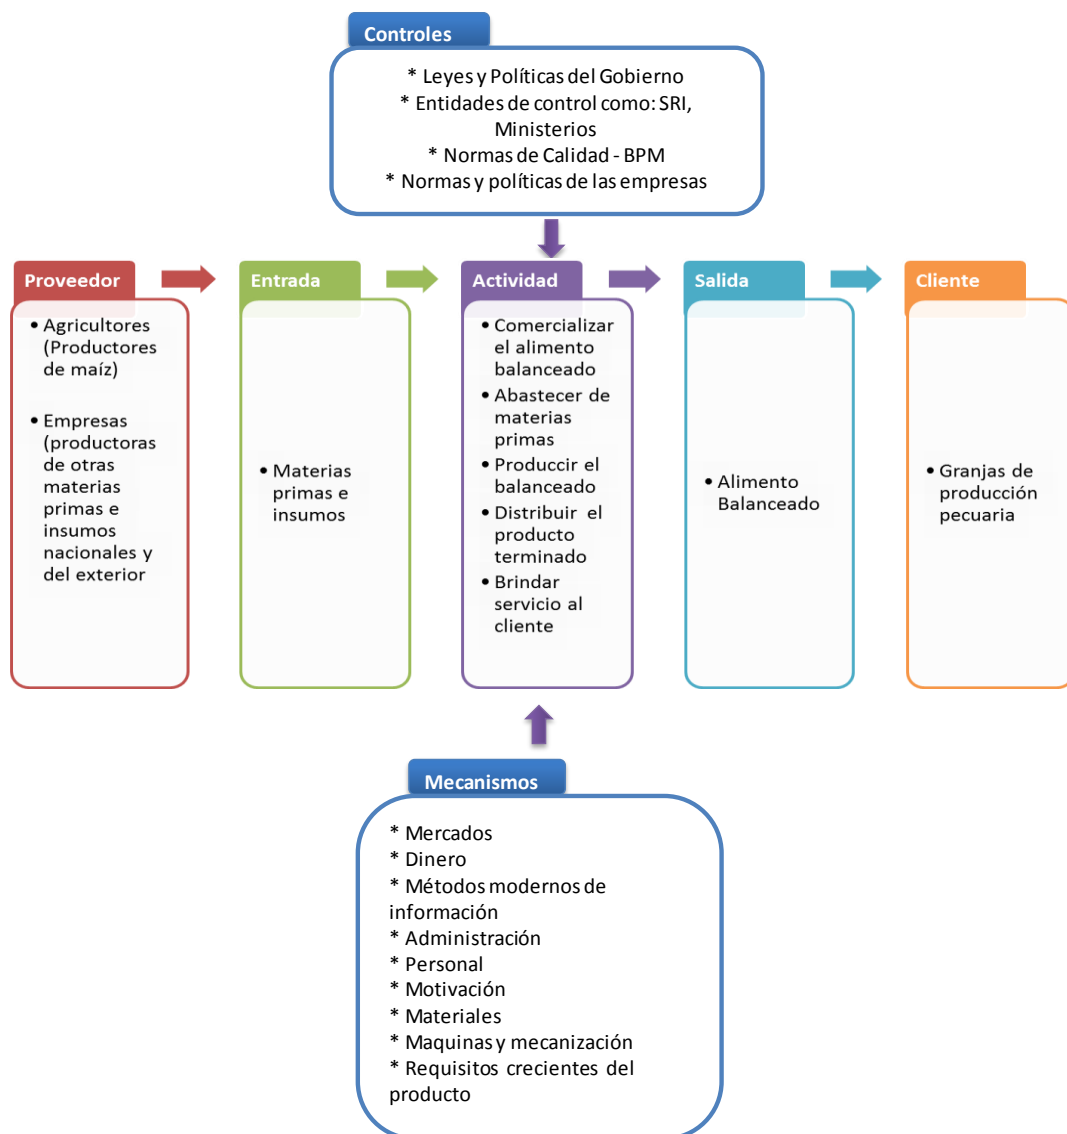 Controles
* Leyes y Políticas del Gobierno
* Entidades de control como: SRI,
Ministerios
* Normas de Calidad - BPM
* Normas y políticas de las empresas
Proveedor
• Agricultores
(Productores
de maíz)
• Empresas
(productoras
de otras
materias
primas e
insumos
nacionales y
del exterior
Entrada
• Materias
primas e
insumos
Actividad
• Comercializar
el alimento
balanceado
• Abastecer de
materias
primas
• Produccir el
balanceado
• Distribuir el
producto
terminado
• Brindar
servicio al
cliente
Salida
• Alimento
Balanceado
Cliente
• Granjas de
producción
pecuaria
Mecanismos
* Mercados
* Dinero
* Métodos modernos de
información
* Administración
* Personal
* Motivación
* Materiales
* Maquinas y mecanización
* Requisitos crecientes del
producto